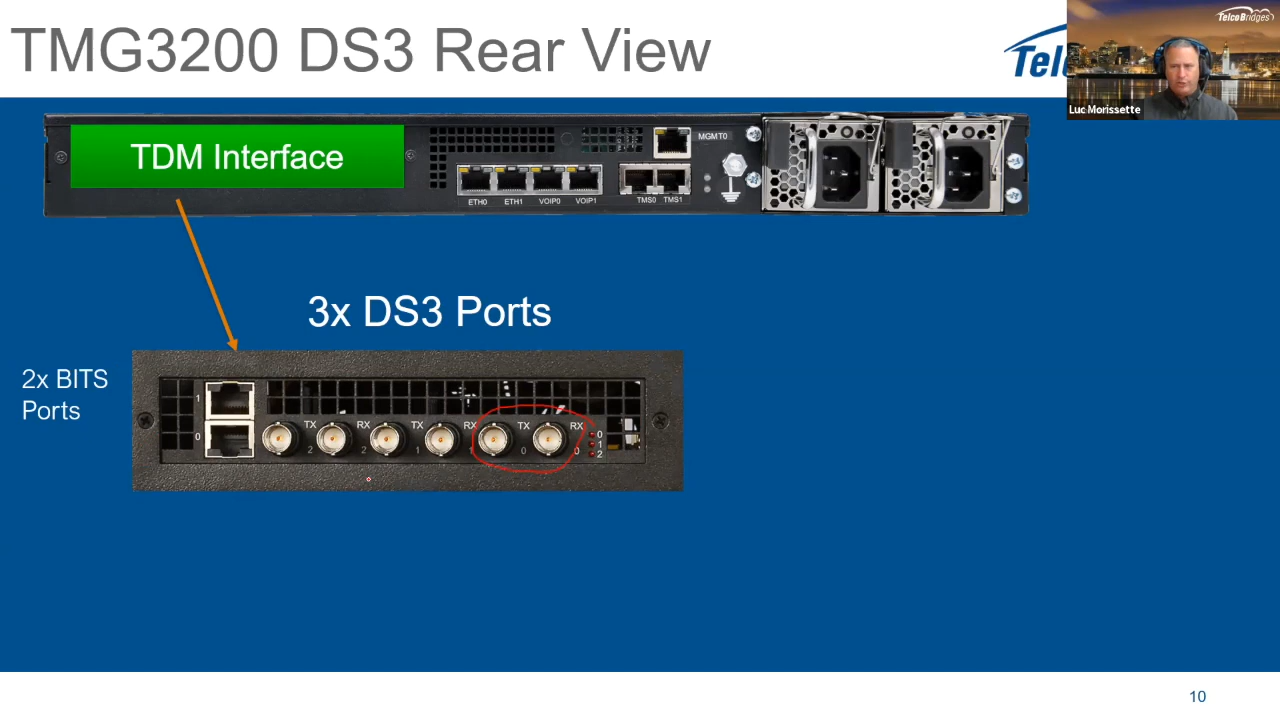 TMG3200 DS3 Rear View
Tel
TelcoBridges
Luc Morissette
TDM Interface
MGMT0
ETH0 ETH1 VOIP0 VOIP1 TMS0 TMS1
3x DS3 Ports
2x BITS
Ports
1
0
TX RX TX RX TX RX
2 2 1 1 0 0
0
1
2
10